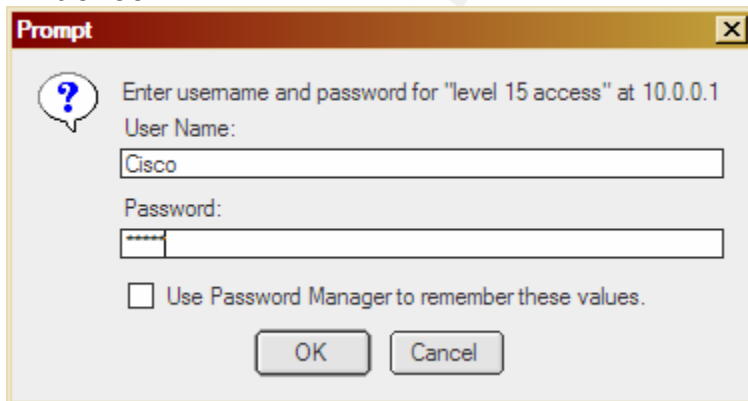 Prompt
Enter username and password for "level 15 access" at 10.0.0.1
User Name:
Cisco
Password:
*****
Use Password Manager to remember these values.
OK
Cancel